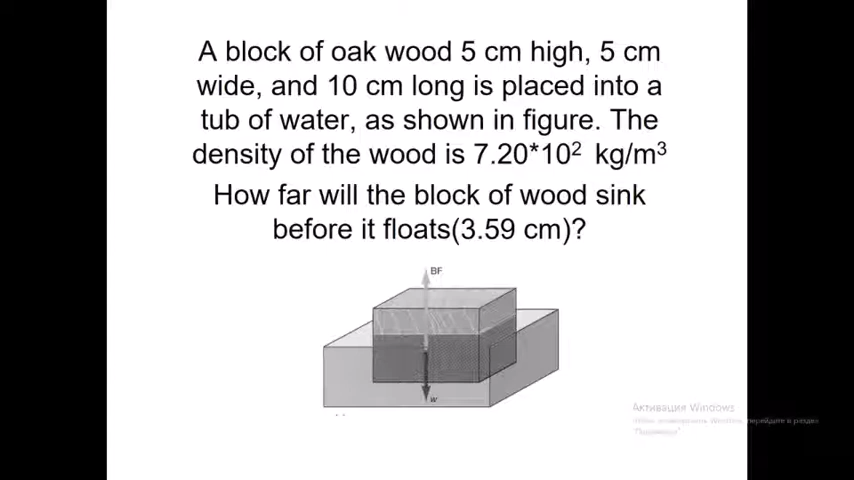 A block of oak wood 5 cm high, 5 cm
wide, and 10 cm long is placed into a
tub of water, as shown in figure. The
density of the wood is 7.20*10² kg/m³
How far will the block of wood sink
before it floats(3.59 cm)?
BF
w
Активация Windows
перейдите в раздел